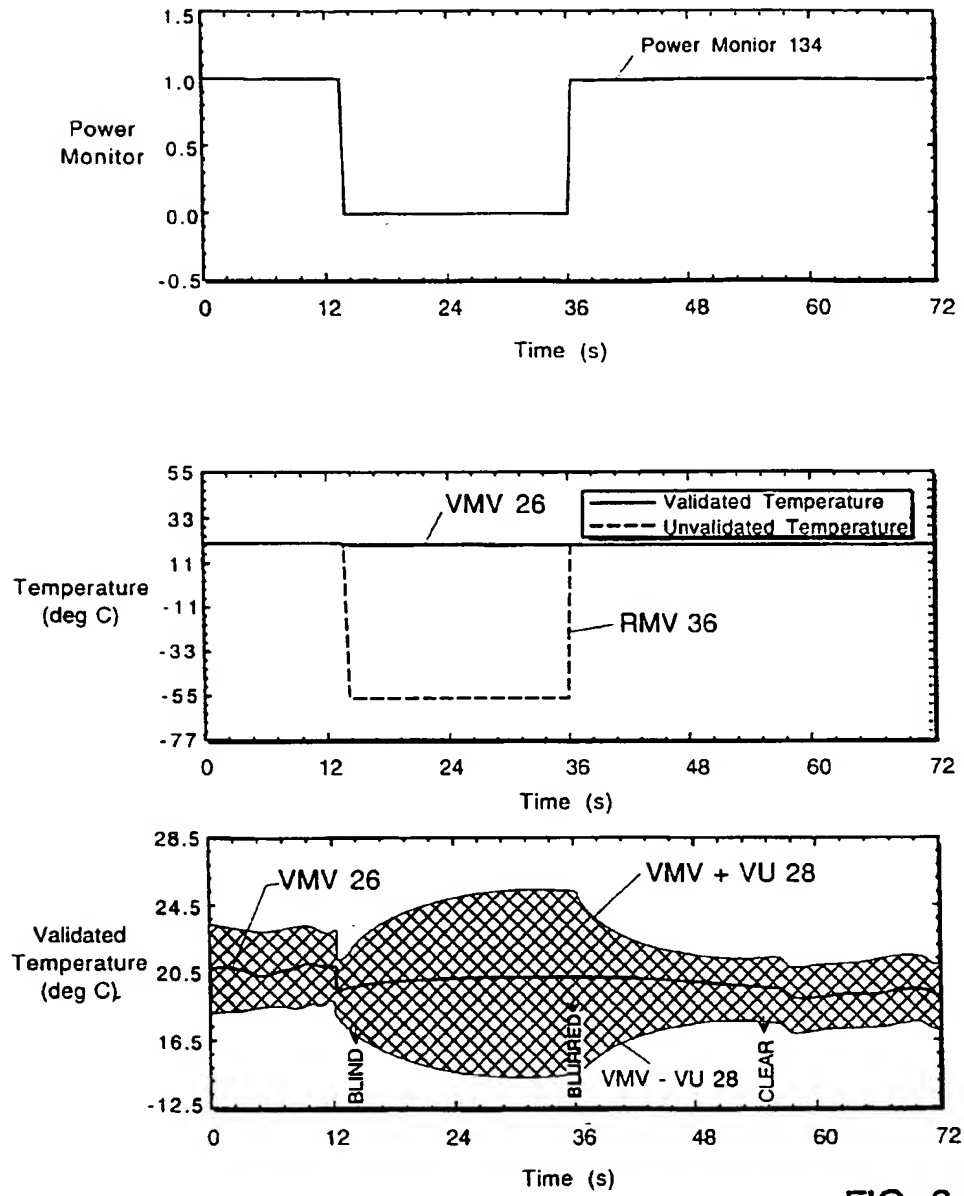 1.5
Power Monior 134
1.0
Power
Monitor
0.5
0.0
-0.5
0 12 24 36 48 60 72
Time (s)
55
VMV 26
Validated Temperature
33
Unvalidated Temperature
11
Temperature
(deg C)
-11
RMV 36
-33
-55
-77
0 12 24 36 48 60 72
Time (s)
28.5
VMV 26
VMV + VU 28
24.5
Validated
Temperature
(deg C).
20.5
16.5
BLIND
BLURRED
CLEAR
VMV - VU 28
-12.5
0 12 24 36 48 60 72
Time (s)